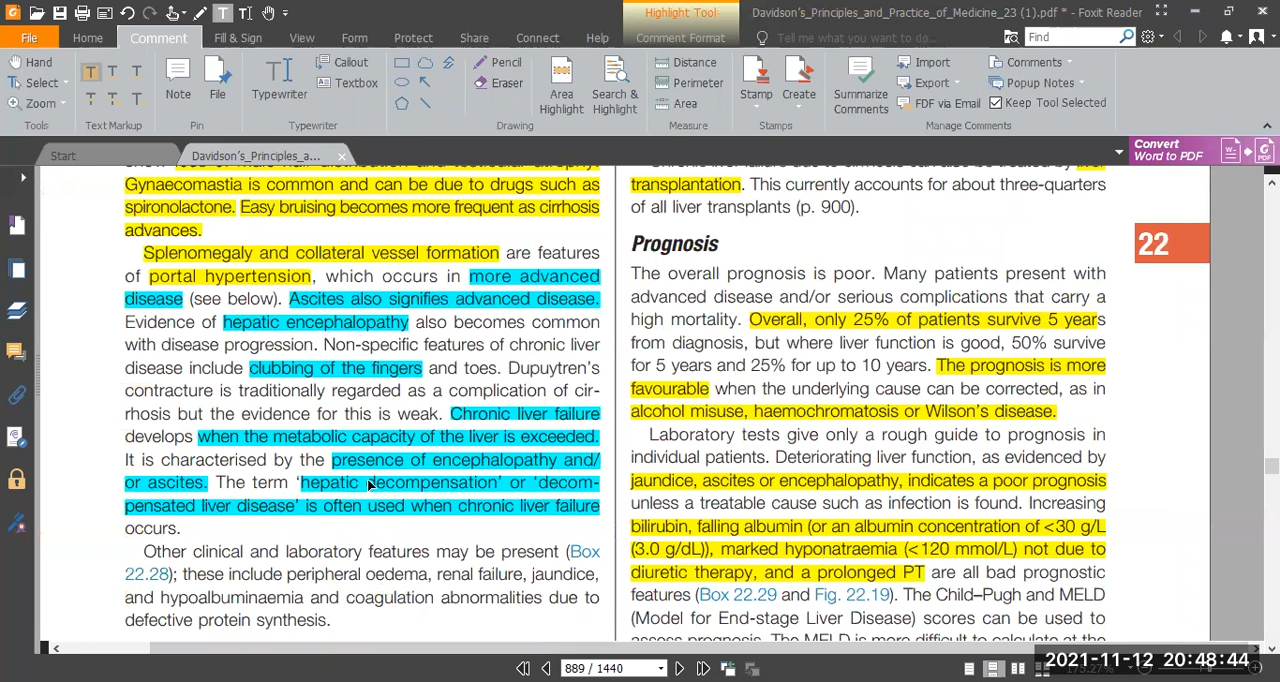 Highlight Tool-
Davidson's_Principles_and_Practice_of_Medicine_23 (1).pdf * - Foxit Reader
File
Home
Comment
Fill & Sign
View
Form
Protect
Share
Connect
Help
Comment Format
Tell me what you want to do...
Find
Hand
Select
Zoom
Tools
Text Markup
Note
File
Pin
Typewriter
Callout
Textbox
Typewriter
Pencil
Eraser
Drawing
Area
Highlight
Search &
Highlight
Distance
Perimeter
Area
Measure
Stamp
Create
Stamps
Summarize
Comments
Import
Export
FDF via Email
Comments
Popup Notes
Keep Tool Selected
Manage Comments
Start
Davidson's_Principles_a...
Convert
Word to PDF
Gynaecomastia is common and can be due to drugs such as
spironolactone. Easy bruising becomes more frequent as cirrhosis
advances.
Splenomegaly and collateral vessel formation are features
of portal hypertension, which occurs in more advanced
disease (see below). Ascites also signifies advanced disease.
Evidence of hepatic encephalopathy also becomes common
with disease progression. Non-specific features of chronic liver
disease include clubbing of the fingers and toes. Dupuytren's
contracture is traditionally regarded as a complication of cir-
rhosis but the evidence for this is weak. Chronic liver failure
develops when the metabolic capacity of the liver is exceeded.
It is characterised by the presence of encephalopathy and/
or ascites. The term 'hepatic decompensation' or 'decom-
pensated liver disease' is often used when chronic liver failure
occurs.
Other clinical and laboratory features may be present (Box
22.28); these include peripheral oedema, renal failure, jaundice,
and hypoalbuminaemia and coagulation abnormalities due to
defective protein synthesis.
transplantation. This currently accounts for about three-quarters
of all liver transplants (p. 900).
Prognosis
The overall prognosis is poor. Many patients present with
advanced disease and/or serious complications that carry a
high mortality. Overall, only 25% of patients survive 5 years
from diagnosis, but where liver function is good, 50% survive
for 5 years and 25% for up to 10 years. The prognosis is more
favourable when the underlying cause can be corrected, as in
alcohol misuse, haemochromatosis or Wilson's disease.
Laboratory tests give only a rough guide to prognosis in
individual patients. Deteriorating liver function, as evidenced by
jaundice, ascites or encephalopathy, indicates a poor prognosis
unless a treatable cause such as infection is found. Increasing
bilirubin, falling albumin (or an albumin concentration of <30 g/L
(3.0 g/dL)), marked hyponatraemia (<120 mmol/L) not due to
diuretic therapy, and a prolonged PT are all bad prognostic
features (Box 22.29 and Fig. 22.19). The Child–Pugh and MELD
(Model for End-stage Liver Disease) scores can be used to
assess prognosis. The MELD is more difficult to calculate at the
22
889 / 1440
2021-11-12 20:48:44